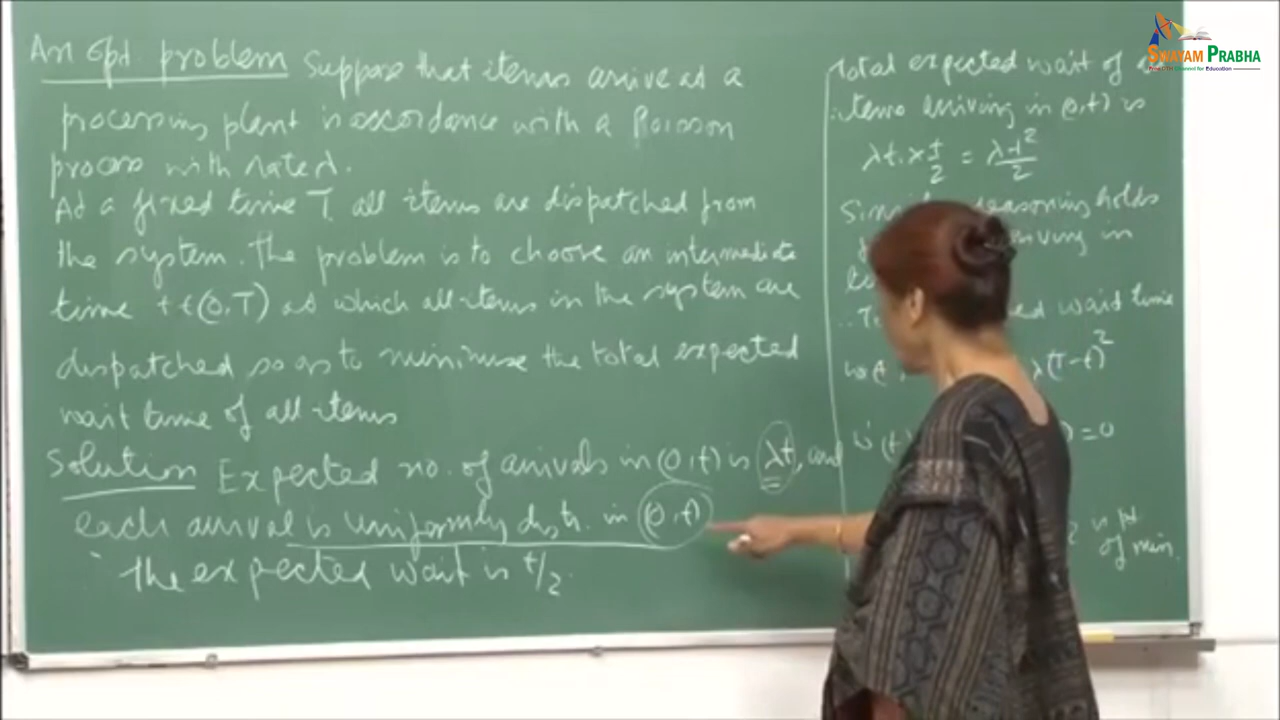 An Opt. problem Suppose that items arrive at a
processing plant in accordance with a Poisson
process with rate λ.
At a fixed time T, all items are dispatched from
the system. The problem is to choose an intermediate
time t ∈ (0, T) at which all items in the system are
dispatched so as to minimise the total expected
wait time of all items
Solution Expected no. of arrivals in (0, t) is λt, and
each arrival is uniformly distr. in (0, t)
∴ The expected wait is t/2.
Total expected wait of
items arriving in (0, t) is
λt. × t/2 = λt²/2
reasoning holds
in
wait time
λ(T-t)²
= 0
is pt
of min.
SWAYAM PRABHA